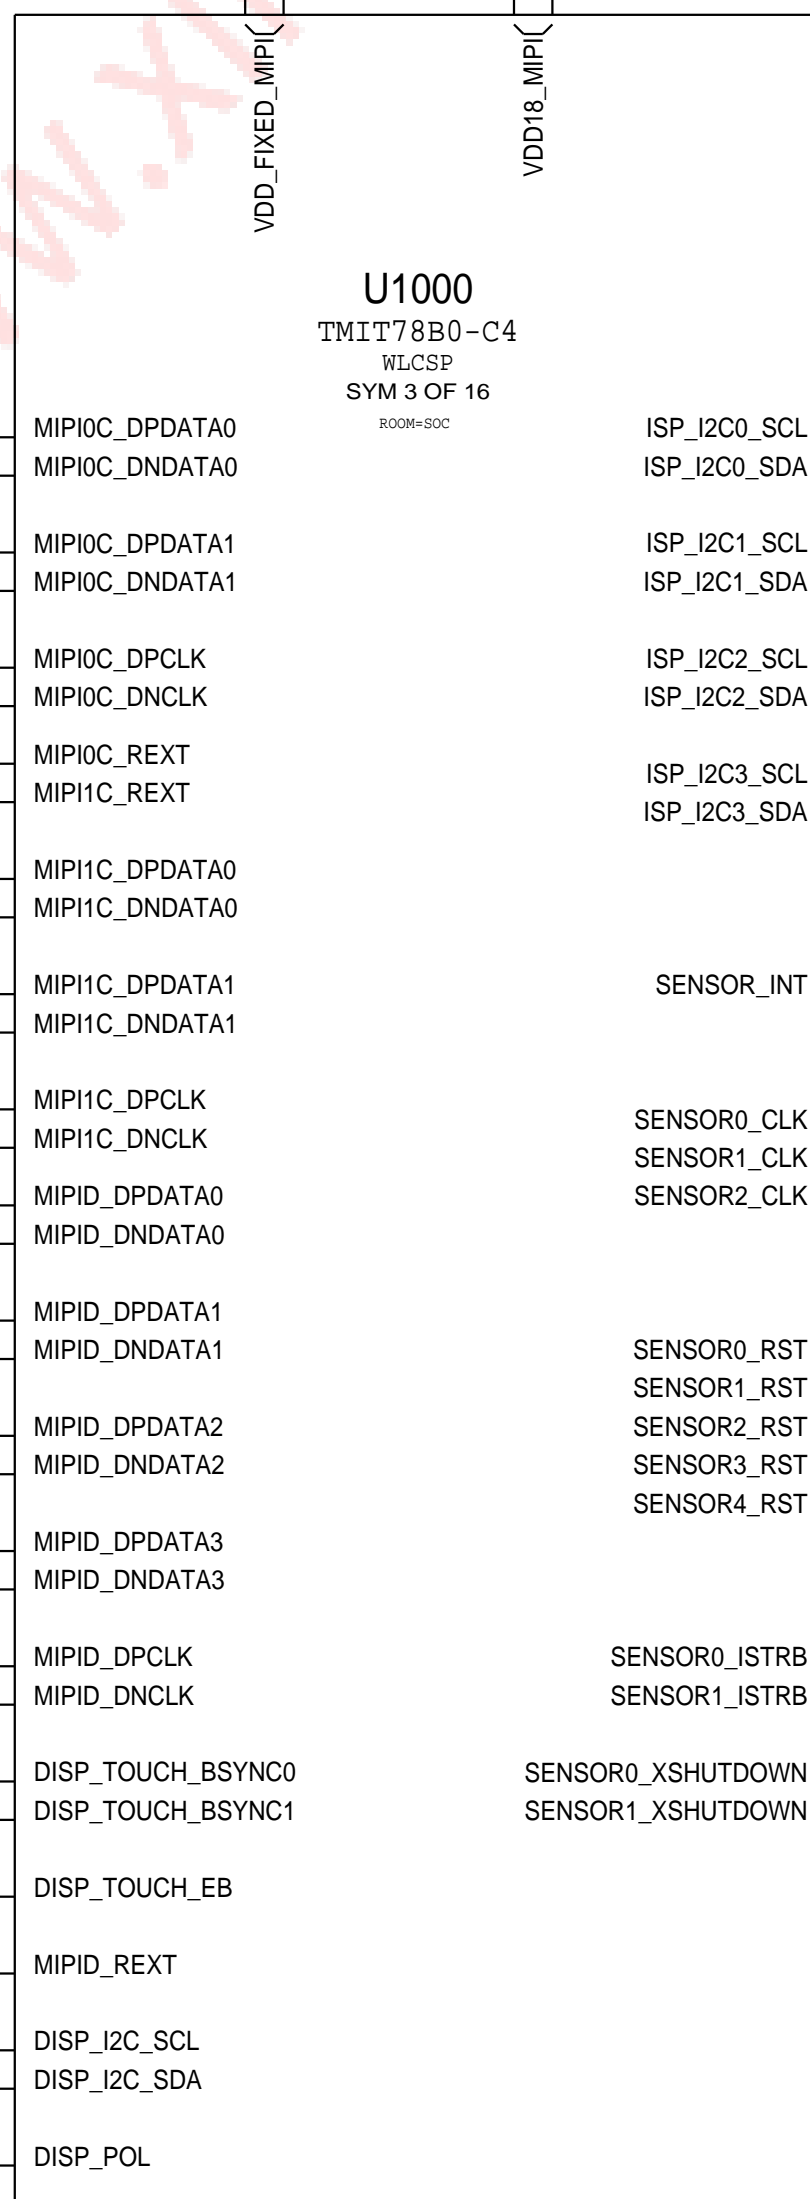 VDD_FIXED_MIPI
VDD18_MIPI
U1000
TMIT78B0-C4
WLCSP
SYM 3 OF 16
ROOM=SOC
MIPI0C_DPDATA0
MIPI0C_DNDATA0
MIPI0C_DPDATA1
MIPI0C_DNDATA1
MIPI0C_DPCLK
MIPI0C_DNCLK
MIPI0C_REXT
MIPI1C_REXT
MIPI1C_DPDATA0
MIPI1C_DNDATA0
MIPI1C_DPDATA1
MIPI1C_DNDATA1
MIPI1C_DPCLK
MIPI1C_DNCLK
MIPID_DPDATA0
MIPID_DNDATA0
MIPID_DPDATA1
MIPID_DNDATA1
MIPID_DPDATA2
MIPID_DNDATA2
MIPID_DPDATA3
MIPID_DNDATA3
MIPID_DPCLK
MIPID_DNCLK
DISP_TOUCH_BSYNC0
DISP_TOUCH_BSYNC1
DISP_TOUCH_EB
MIPID_REXT
DISP_I2C_SCL
DISP_I2C_SDA
DISP_POL
ISP_I2C0_SCL
ISP_I2C0_SDA
ISP_I2C1_SCL
ISP_I2C1_SDA
ISP_I2C2_SCL
ISP_I2C2_SDA
ISP_I2C3_SCL
ISP_I2C3_SDA
SENSOR_INT
SENSOR0_CLK
SENSOR1_CLK
SENSOR2_CLK
SENSOR0_RST
SENSOR1_RST
SENSOR2_RST
SENSOR3_RST
SENSOR4_RST
SENSOR0_ISTRB
SENSOR1_ISTRB
SENSOR0_XSHUTDOWN
SENSOR1_XSHUTDOWN